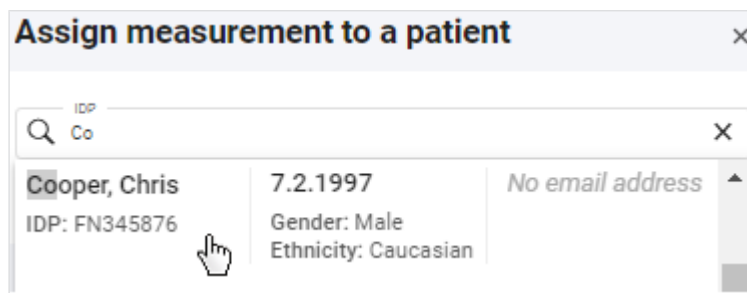 Assign measurement to a patient
IDP
Co
Cooper, Chris
IDP: FN345876
7.2.1997
Gender: Male
Ethnicity: Caucasian
No email address